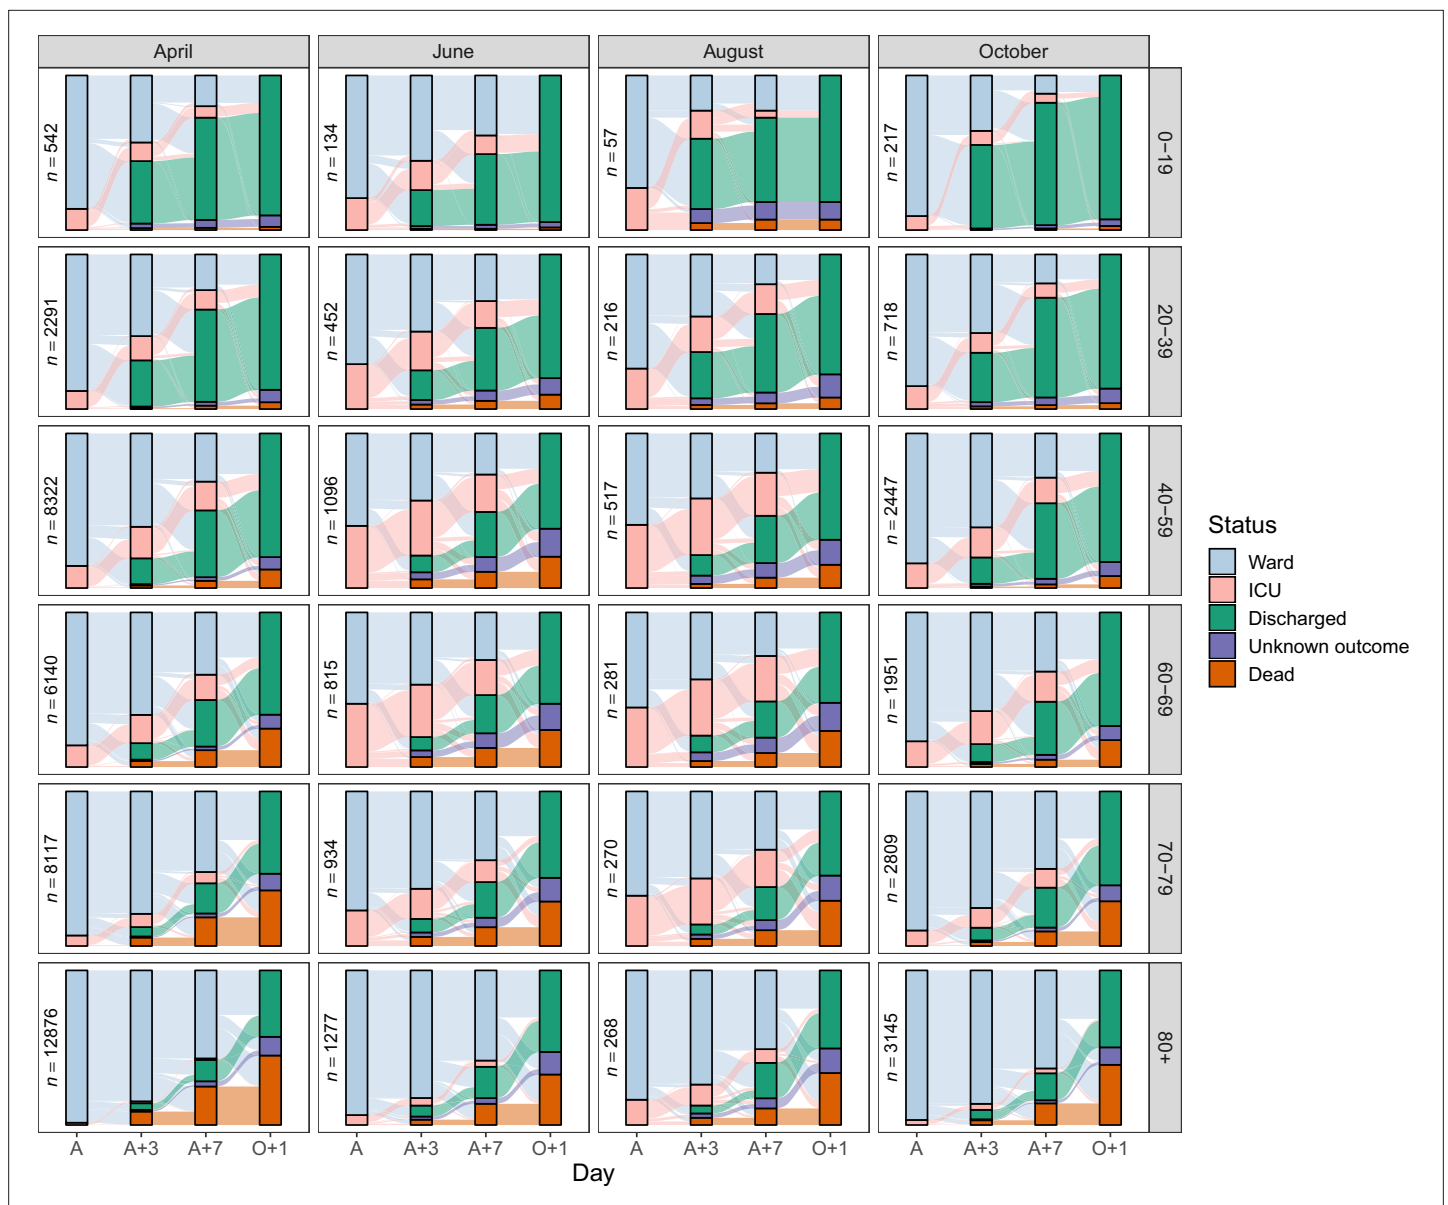 April June August October
n = 542 n = 134 n = 57 n = 217 0−19
n = 2291 n = 452 n = 216 n = 718 20−39
n = 8322 n = 1096 n = 517 n = 2447 40−59
n = 6140 n = 815 n = 281 n = 1951 60−69
n = 8117 n = 934 n = 270 n = 2809 70−79
n = 12876 n = 1277 n = 268 n = 3145 80+
A A+3 A+7 O+1 A A+3 A+7 O+1 A A+3 A+7 O+1 A A+3 A+7 O+1
Day
Status
Ward
ICU
Discharged
Unknown outcome
Dead